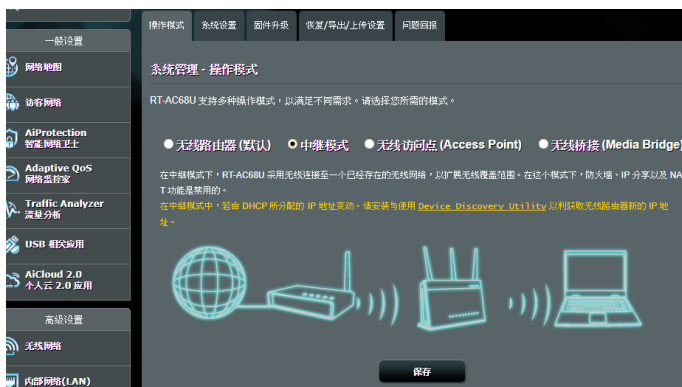 一般设置
网络地图
访客网络
AiProtection
智能网络卫士
Adaptive QoS
网络监控家
Traffic Analyzer
流量分析
USB 相关应用
AiCloud 2.0
个人云 2.0 应用
高级设置
无线网络
内部网络(LAN)
操作模式 系统设置 固件升级 恢复/导出/上传设置 问题回报
系统管理 - 操作模式
RT-AC68U 支持多种操作模式，以满足不同需求。请选择您所需的模式。
无线路由器 (默认) 中继模式 无线访问点 (Access Point) 无线桥接 (Media Bridge)
在中继模式下，RT-AC68U 采用无线连接至一个已经存在的无线网络，以扩展无线覆盖范围。在这个模式下，防火墙、IP 分享以及 NA
T 功能是禁用的。
在中继模式中，若由 DHCP 所分配的 IP 地址变动。请安装与使用 Device Discovery Utility 以利获取无线路由器新的 IP 地
址。
保存